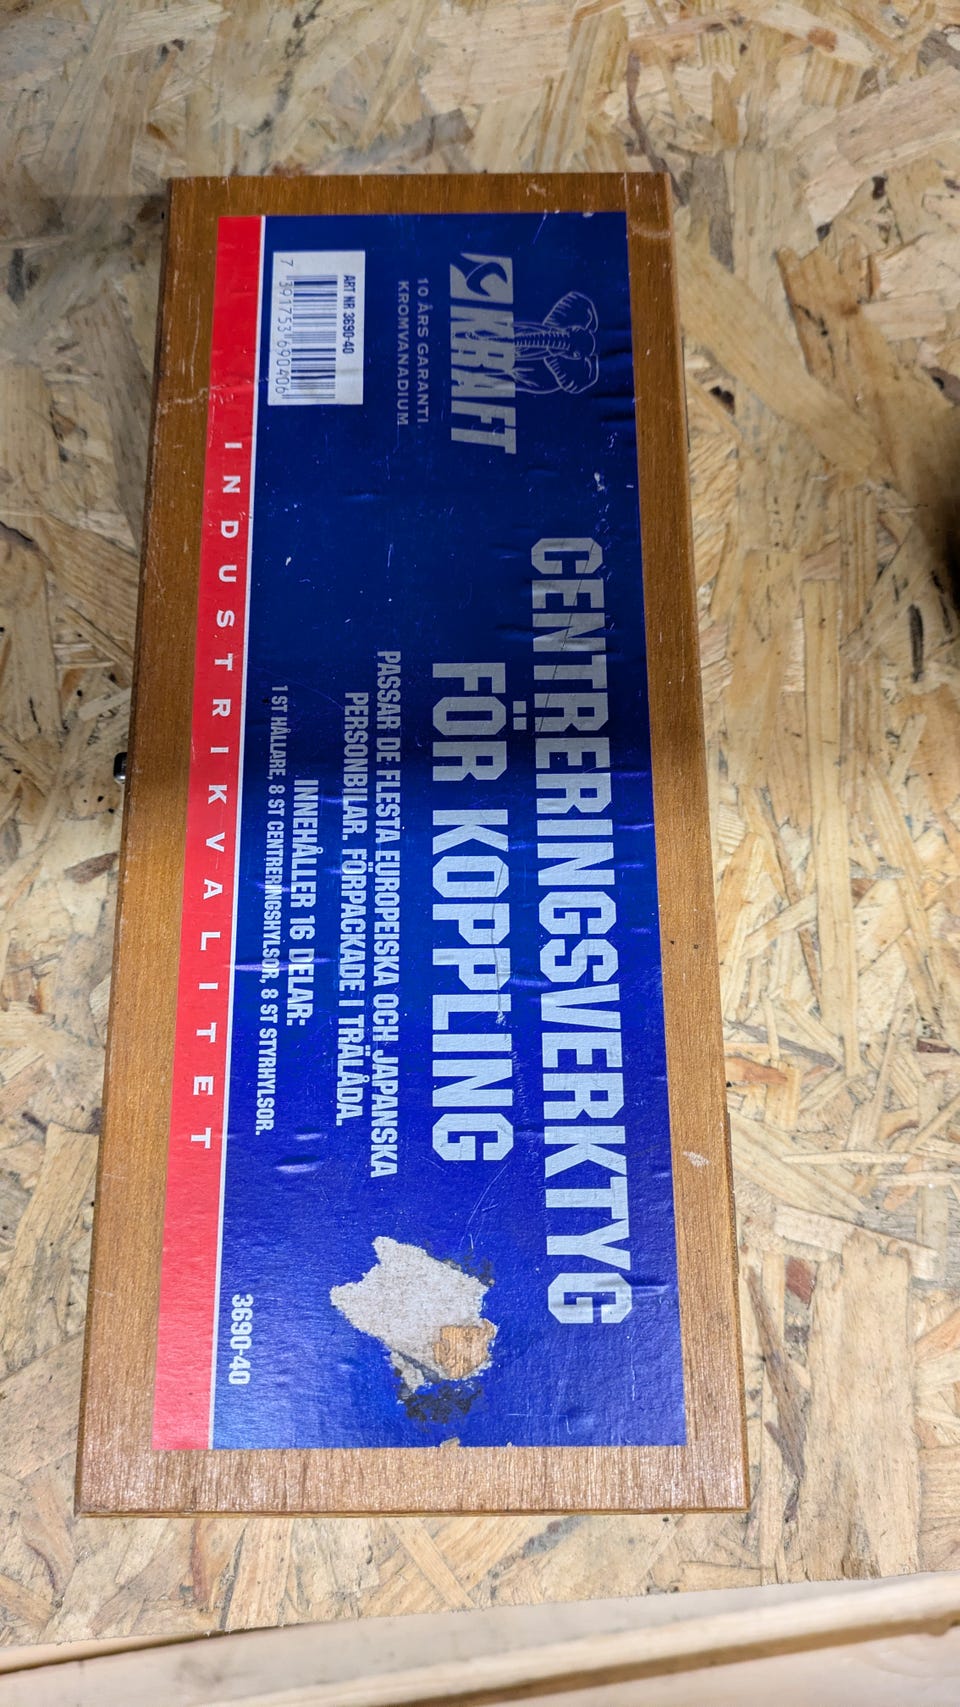 KRAFT
10 ÅRS GARANTI
KROMVANADIUM
ART NR 3690-40
7 391753 690406
CENTRERINGSVERKTYG
FÖR KOPPLING
PASSAR DE FLESTA EUROPEISKA OCH JAPANSKA
PERSONBILAR. FÖRPACKADE I TRÄLÅDA.
INNEHÅLLER 16 DELAR:
1 ST HÅLLARE, 8 ST CENTRERINGSHYLSOR, 8 ST STYRHYLSOR.
3690-40
INDUSTRIKVALITET